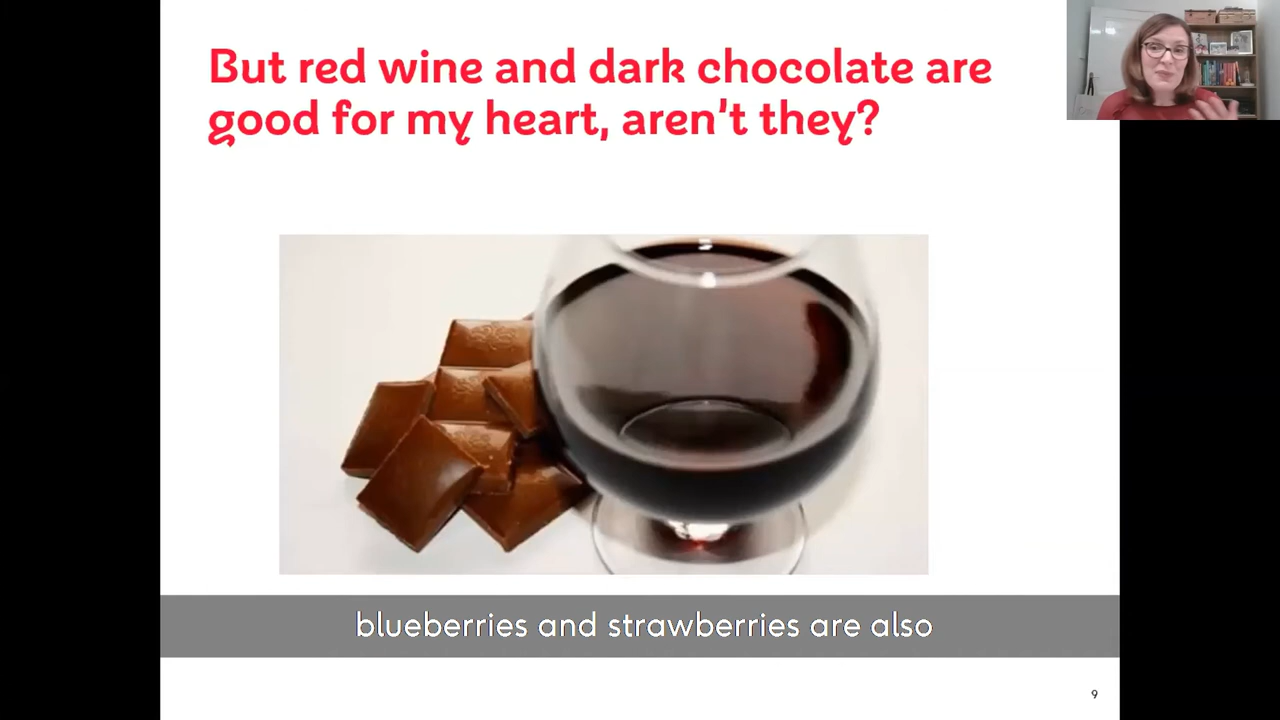 But red wine and dark chocolate are
good for my heart, aren't they?
blueberries and strawberries are also
9